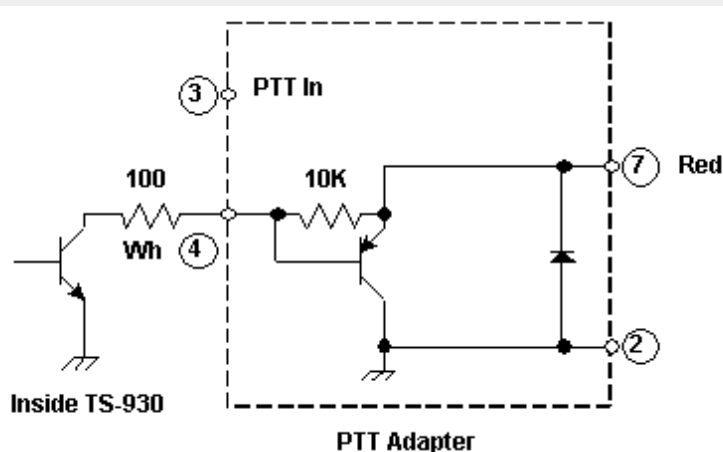 3 PTT In
100
10K
7 Red
Wh 4
2
Inside TS-930
PTT Adapter